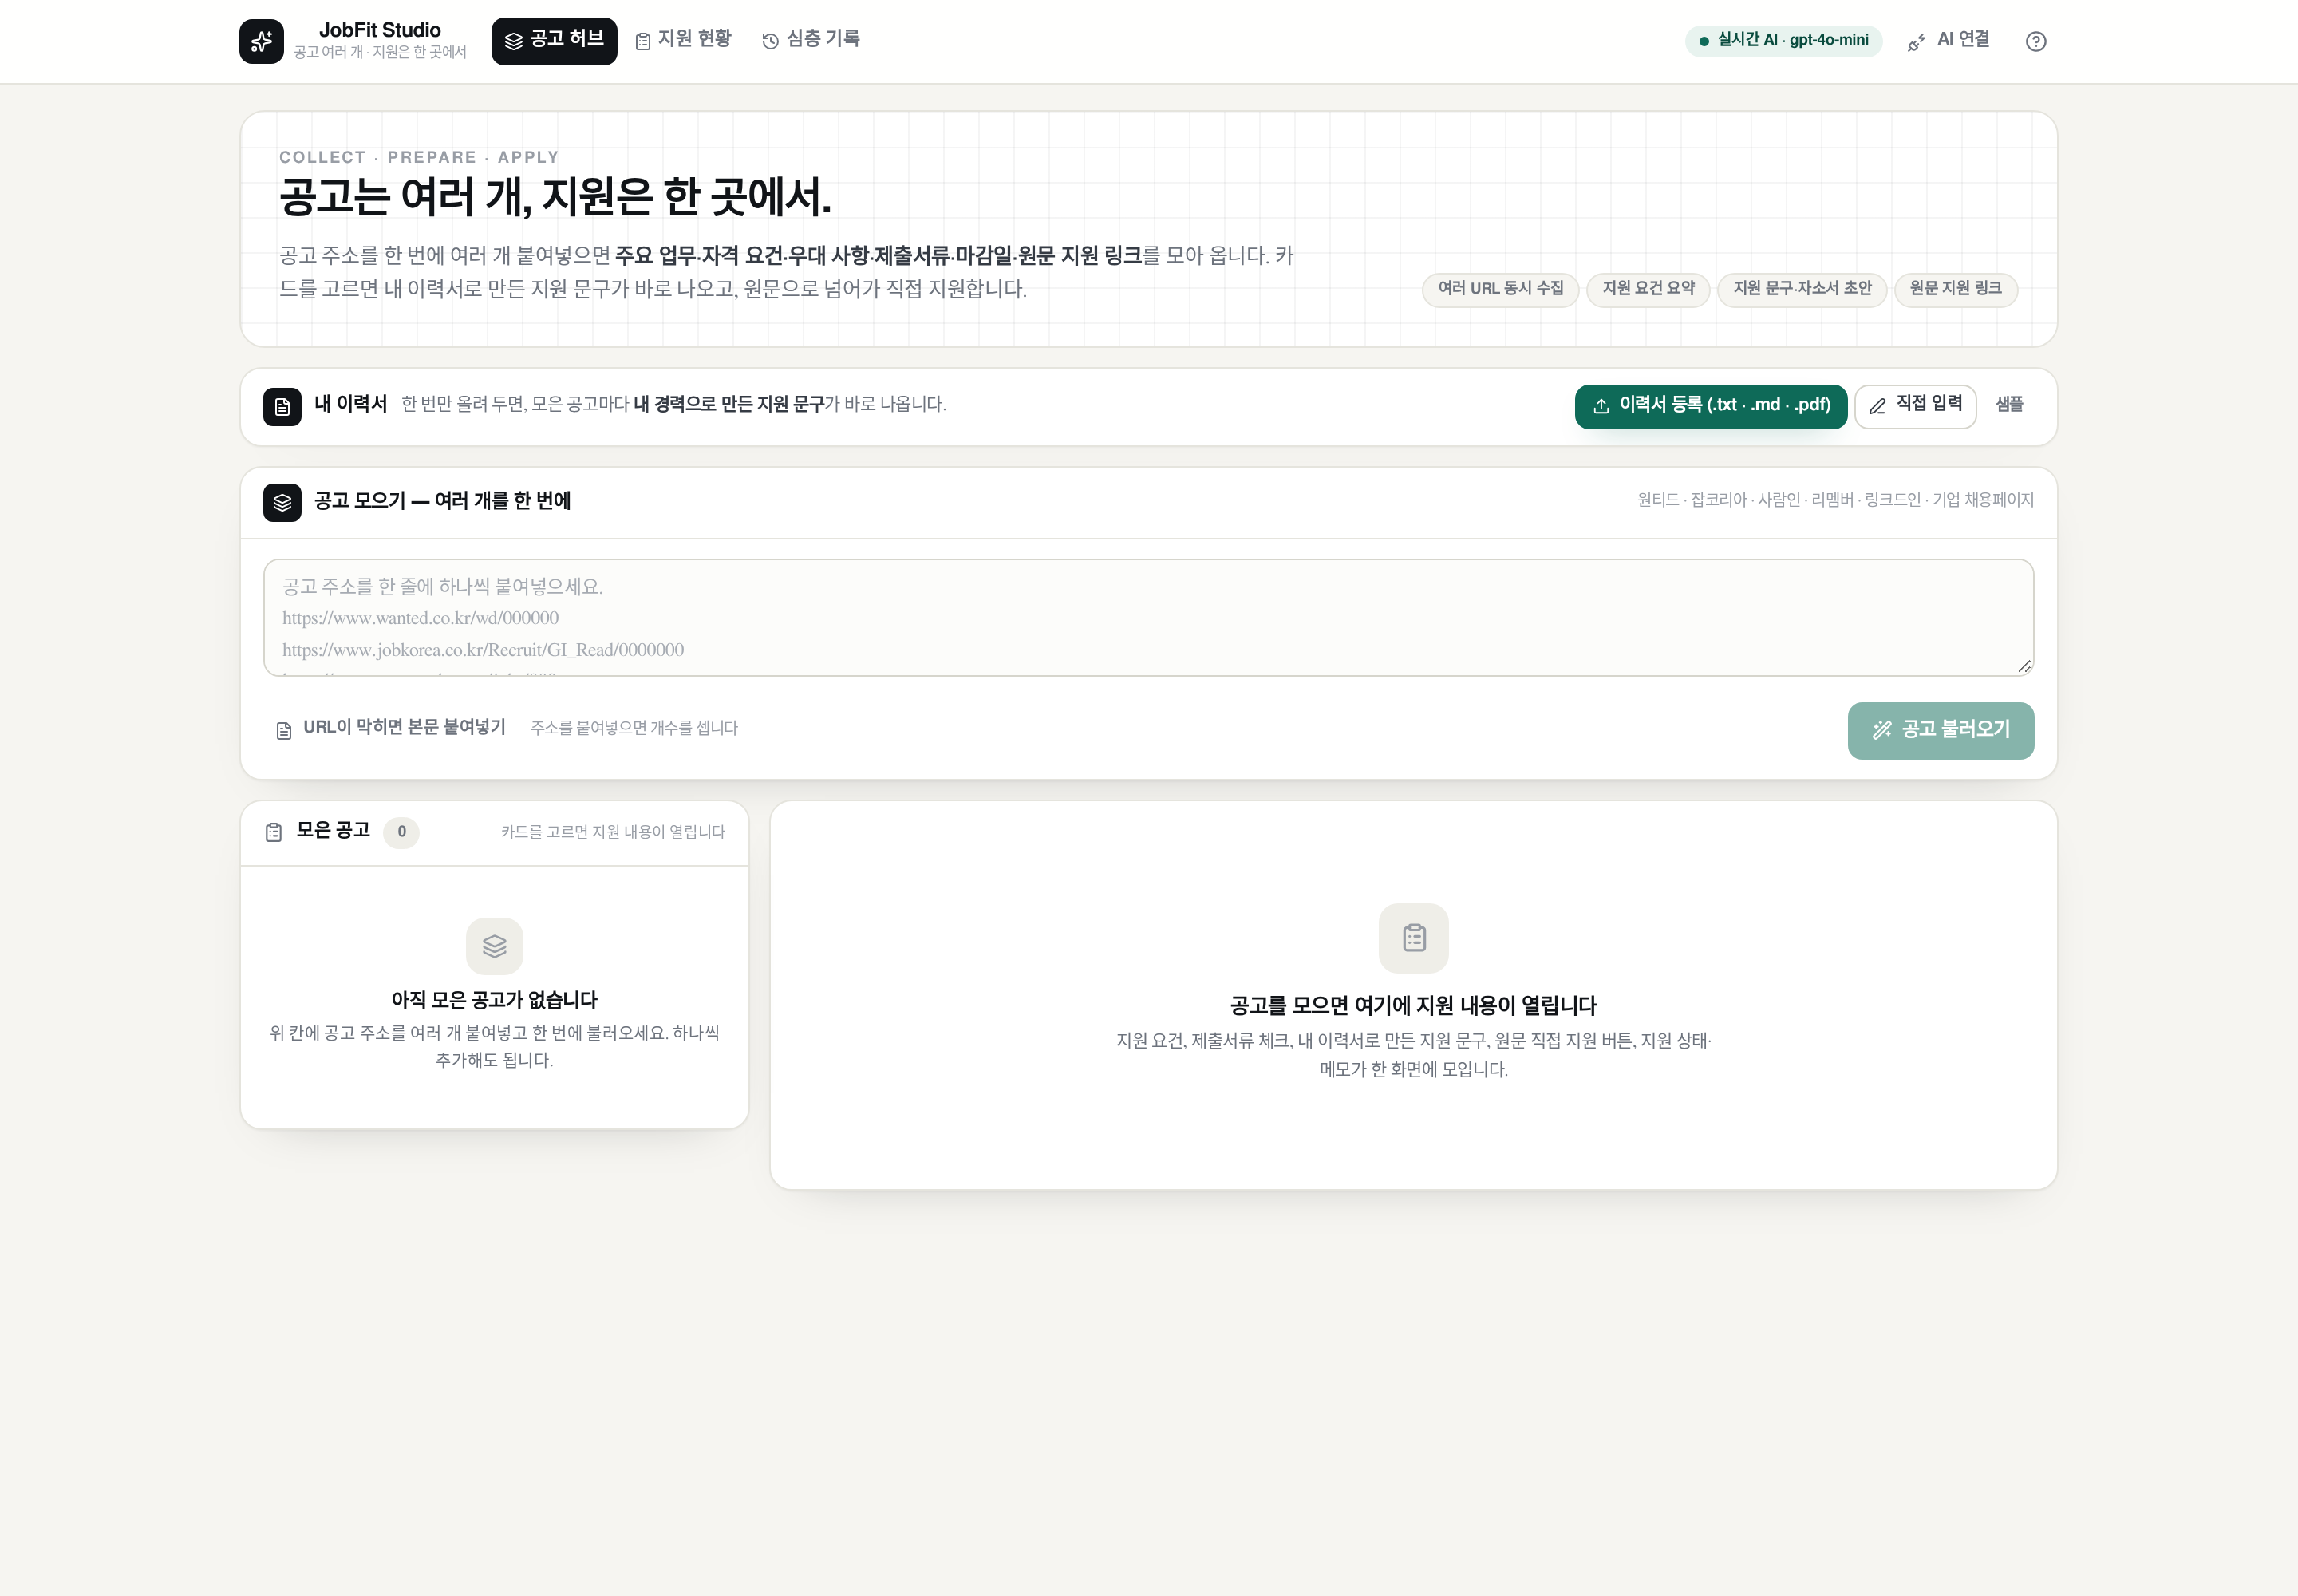 JobFit Studio
공고 여러 개 · 지원은 한 곳에서
공고 허브
지원 현황
심층 기록
실시간 AI · gpt-4o-mini
AI 연결
COLLECT · PREPARE · APPLY
공고는 여러 개, 지원은 한 곳에서.
공고 주소를 한 번에 여러 개 붙여넣으면 주요 업무·자격 요건·우대 사항·제출서류·마감일·원문 지원 링크를 모아 옵니다. 카
드를 고르면 내 이력서로 만든 지원 문구가 바로 나오고, 원문으로 넘어가 직접 지원합니다.
여러 URL 동시 수집
지원 요건 요약
지원 문구·자소서 초안
원문 지원 링크
내 이력서
한 번만 올려 두면, 모은 공고마다 내 경력으로 만든 지원 문구가 바로 나옵니다.
이력서 등록 (.txt · .md · .pdf)
직접 입력
샘플
공고 모으기 — 여러 개를 한 번에
원티드 · 잡코리아 · 사람인 · 리멤버 · 링크드인 · 기업 채용페이지
공고 주소를 한 줄에 하나씩 붙여넣으세요.
https://www.wanted.co.kr/wd/000000
https://www.jobkorea.co.kr/Recruit/GI_Read/0000000
URL이 막히면 본문 붙여넣기
주소를 붙여넣으면 개수를 셉니다
공고 불러오기
모은 공고
0
카드를 고르면 지원 내용이 열립니다
아직 모은 공고가 없습니다
위 칸에 공고 주소를 여러 개 붙여넣고 한 번에 불러오세요. 하나씩
추가해도 됩니다.
공고를 모으면 여기에 지원 내용이 열립니다
지원 요건, 제출서류 체크, 내 이력서로 만든 지원 문구, 원문 직접 지원 버튼, 지원 상태·
메모가 한 화면에 모입니다.